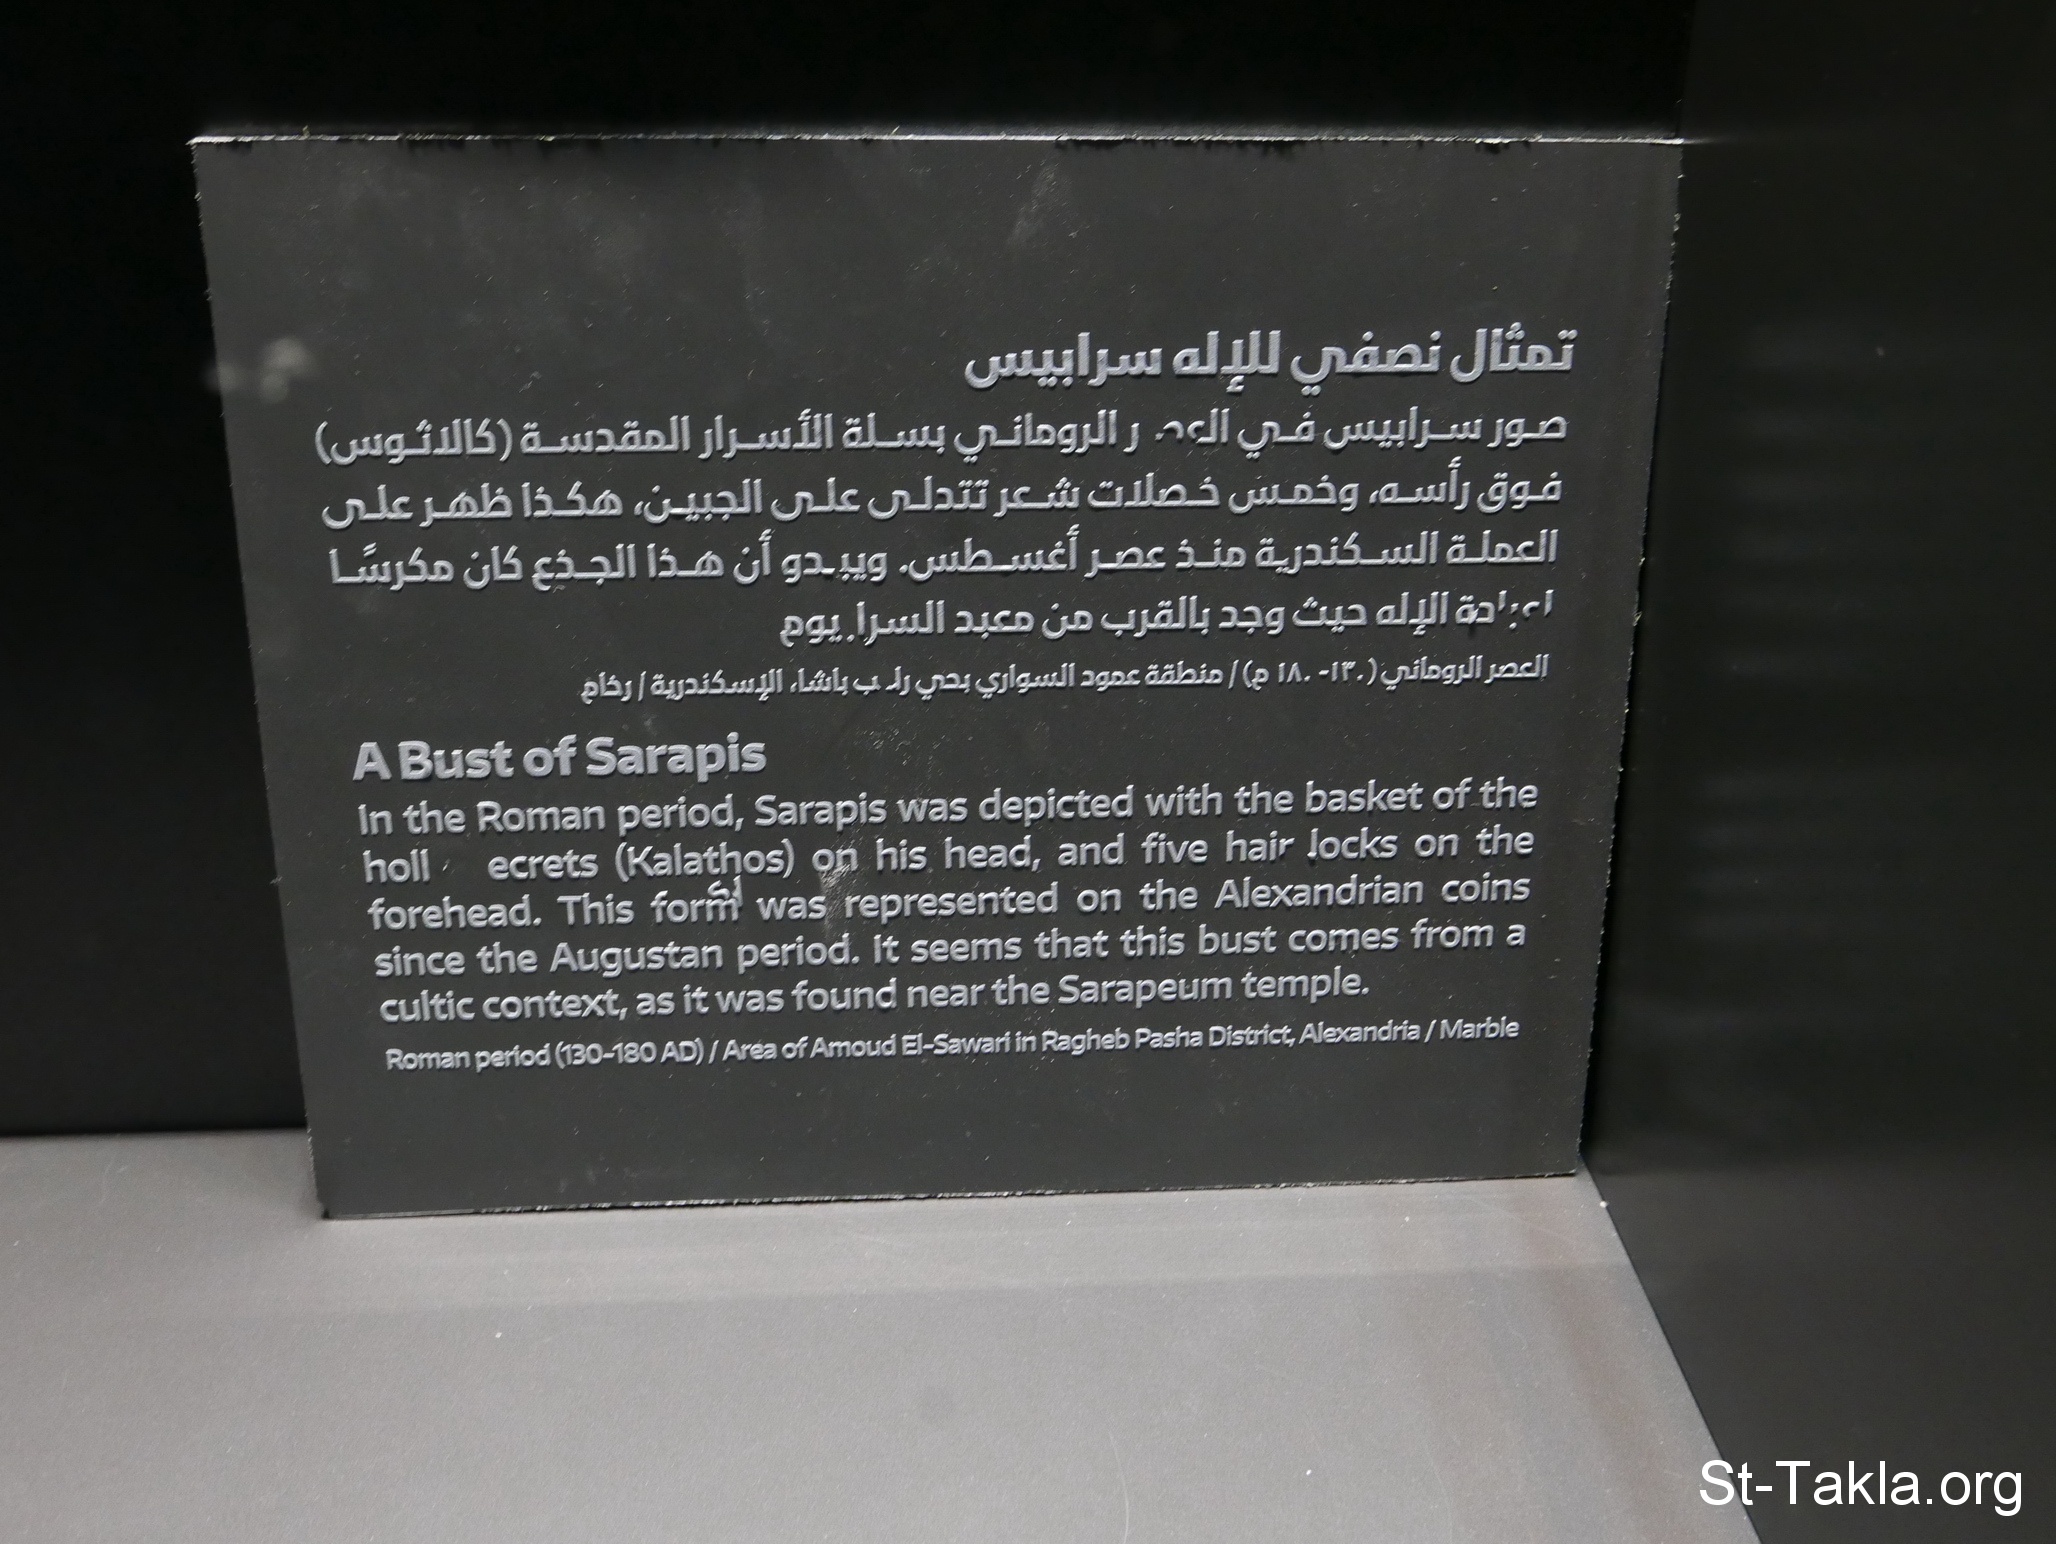 تمثال نصفي للإله سرابيس
صور سرابيس في الروماني بسلة الأسرار المقدسة (كالاثوس)
فوق رأسه، وخمس خصلات شعر تتدلى على الجبين، هكذا ظهر على
العملة السكندرية منذ عصر أغسطس. ويبدو أن هذا الجذع كان مكرسًا
الإله حيث وجد بالقرب من معبد
العصر الروماني (١٣٠- ١٨٠ م) / منطقة عمود السواري بحي باشا، الإسكندرية / رخام
A Bust of Sarapis
In the Roman period, Sarapis was depicted with the basket of the
(Kalathos) on his head, and five hair locks on the
forehead. This form was represented on the Alexandrian coins
since the Augustan period. It seems that this bust comes from a
cultic context, as it was found near the Sarapeum temple.
Roman period (130-180 AD) / Area of Amoud El-Sawari in Ragheb Pasha District, Alexandria / Marble
St-Takla.org